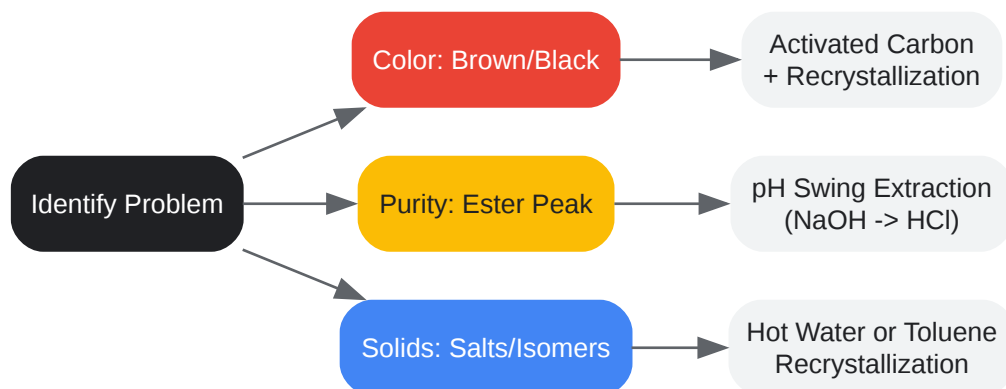 Color: Brown/Black
Activated Carbon
+ Recrystallization
Identify Problem
Purity: Ester Peak
pH Swing Extraction
(NaOH -> HCl)
Solids: Salts/Isomers
Hot Water or Toluene
Recrystallization